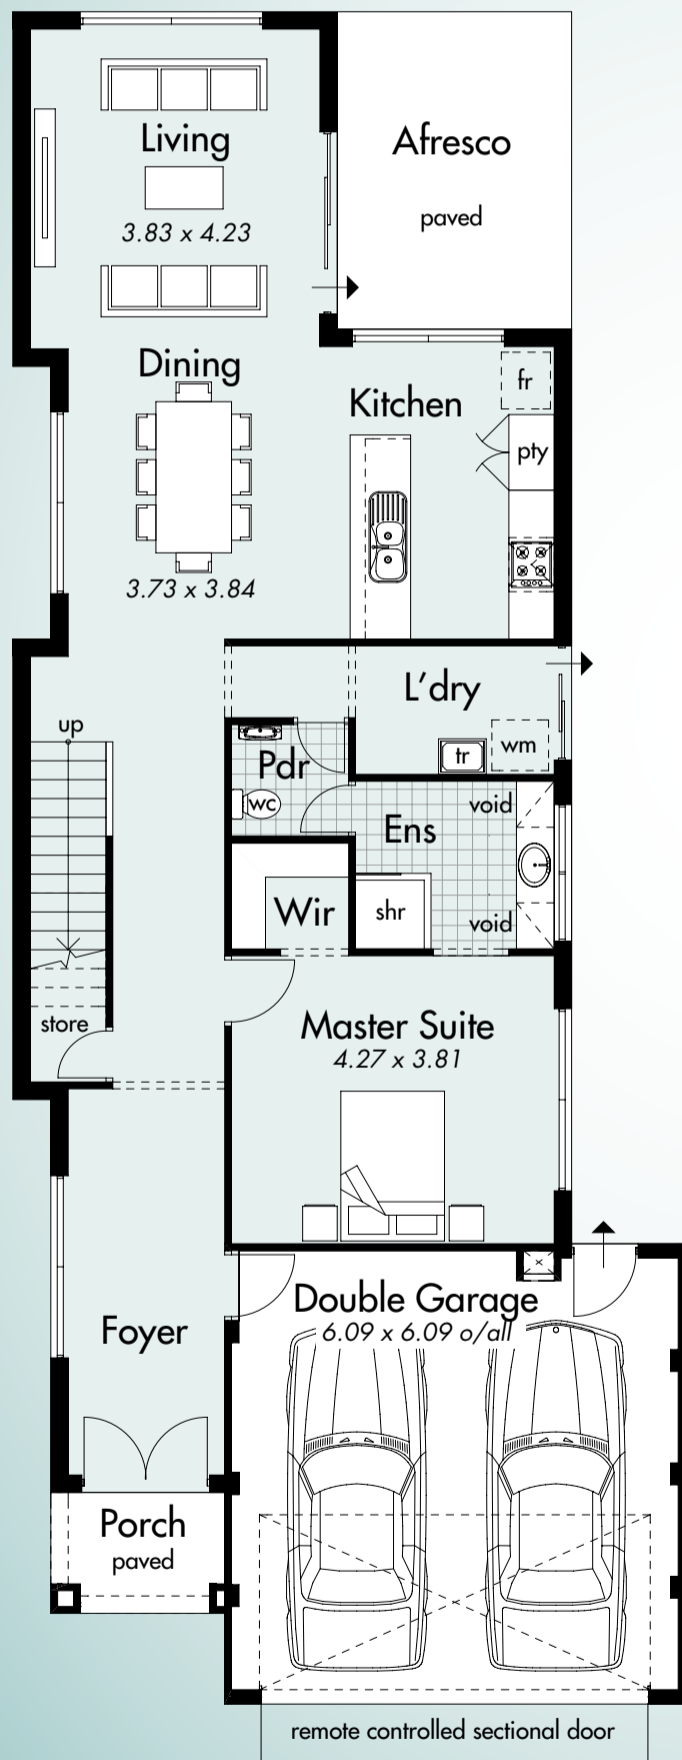 Living
3.83 x 4.23
Afresco
paved
Dining
3.73 x 3.84
Kitchen
fr
pty
L'dry
tr
wm
up
Pdr
wc
Ens
void
void
Wir
shr
store
Master Suite
4.27 x 3.81
Double Garage
6.09 x 6.09 o/all
Foyer
Porch
paved
remote controlled sectional door